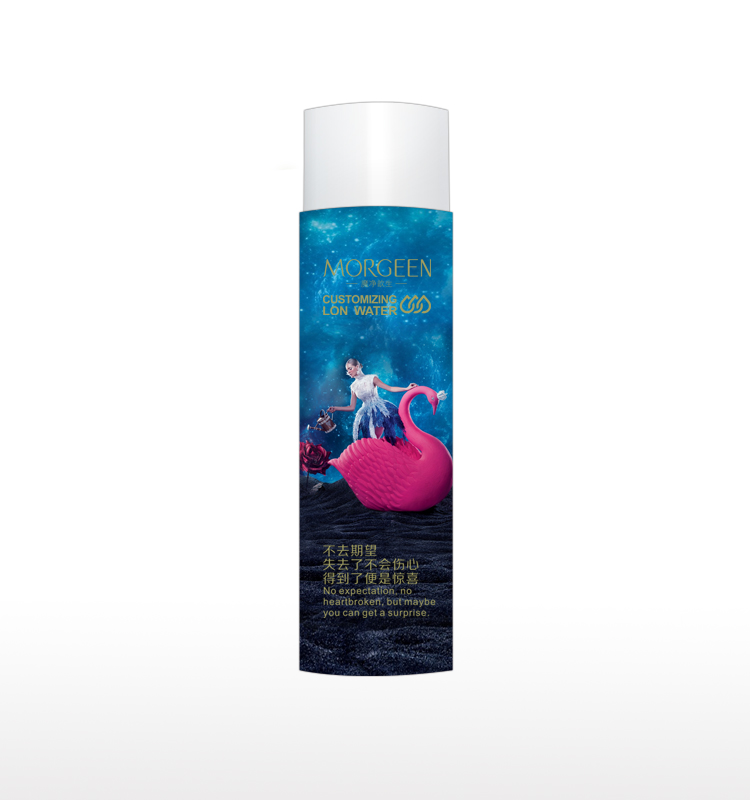 MORGEEN
CUSTOMIZING
LON WATER
不去期望
失去了不会伤心
得到了便是惊喜
No expectation, no
heartbroken, but maybe
you can get a surprise.